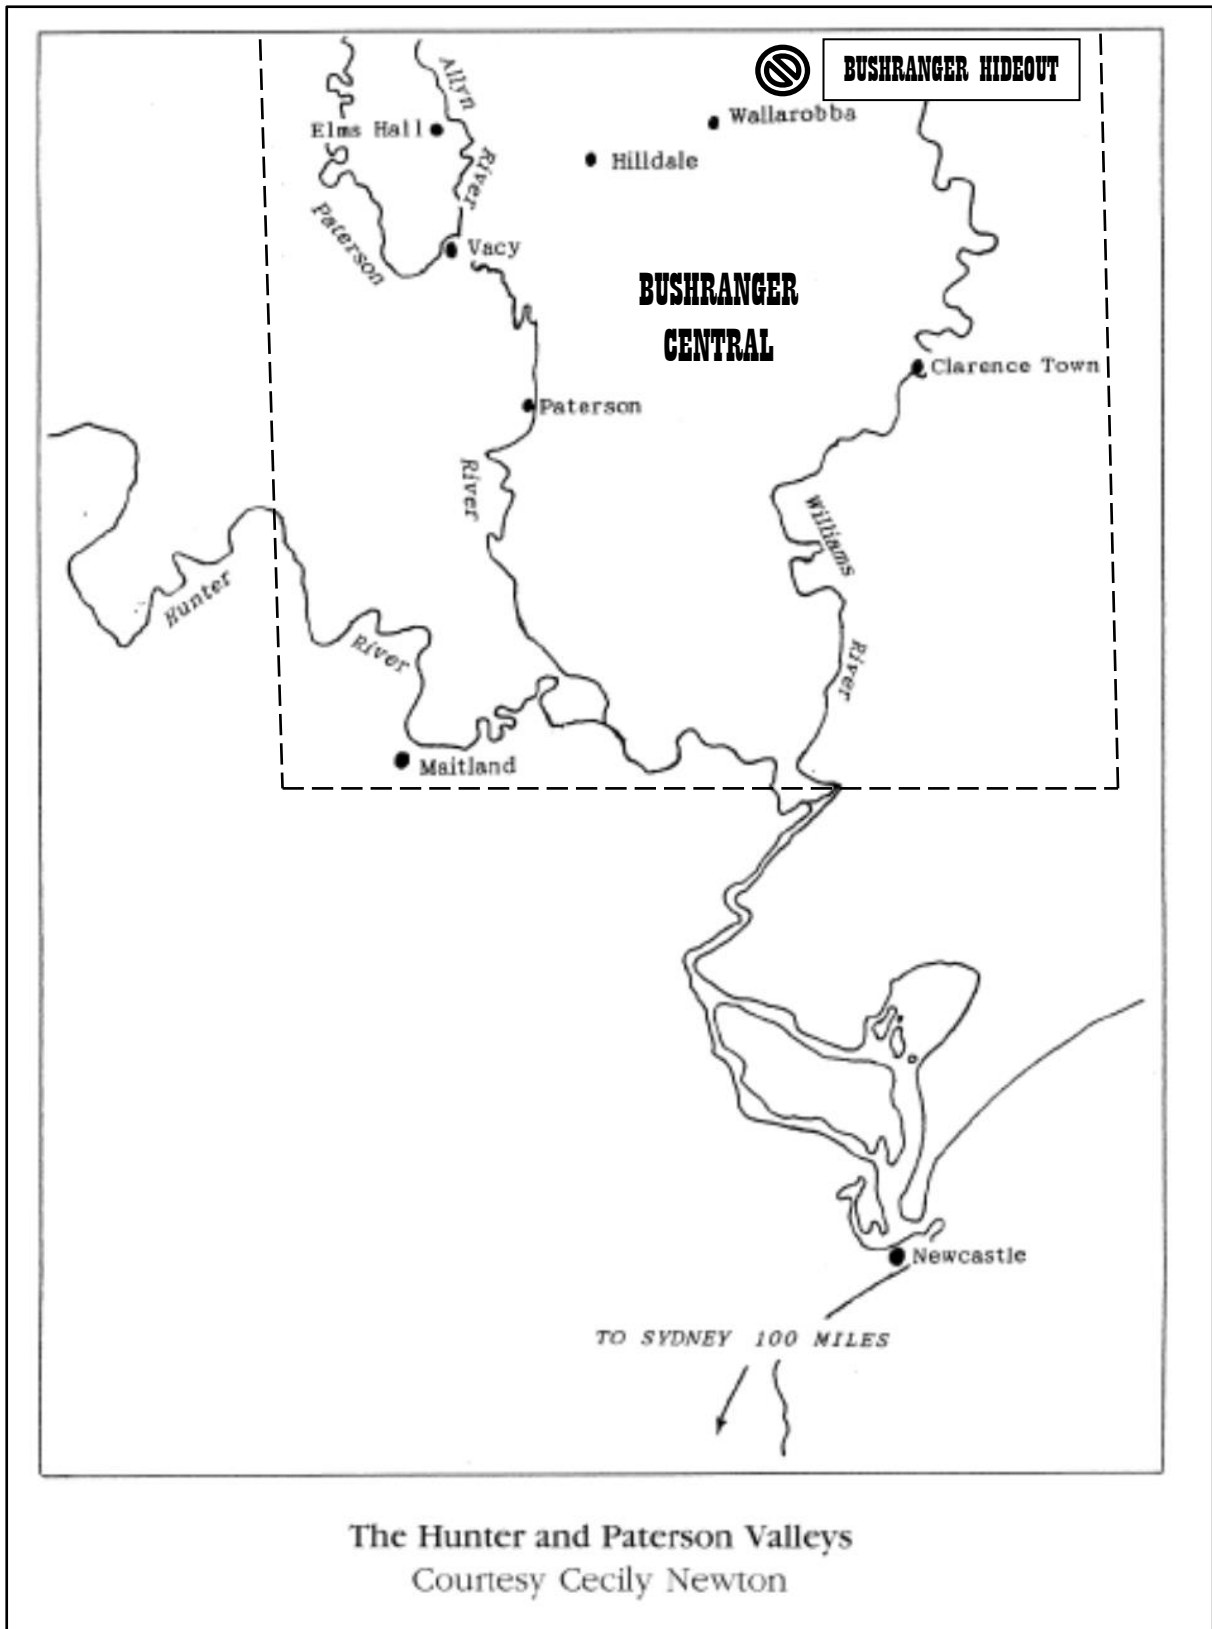 BUSHRANGER HIDEOUT
Allyn
River
Wallarobba
Elms Hall
Hilldale
Paterson
Vacy
BUSHRANGER
CENTRAL
Clarence Town
Paterson
River
Williams
River
Hunter
River
Maitland
Newcastle
TO SYDNEY 100 MILES
The Hunter and Paterson Valleys
Courtesy Cecily Newton